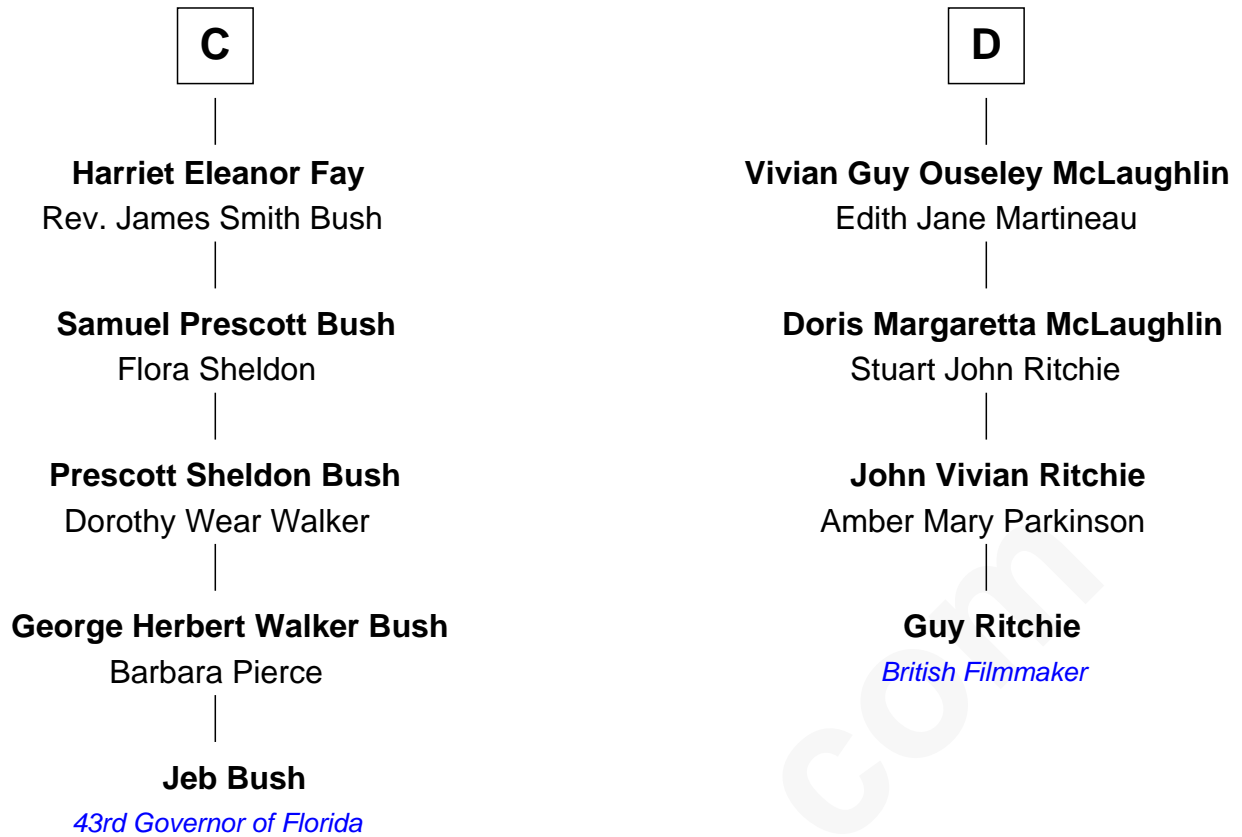 C
Harriet Eleanor Fay
Rev. James Smith Bush
Samuel Prescott Bush
Flora Sheldon
Prescott Sheldon Bush
Dorothy Wear Walker
George Herbert Walker Bush
Barbara Pierce
Jeb Bush
43rd Governor of Florida
D
Vivian Guy Ouseley McLaughlin
Edith Jane Martineau
Doris Margaretta McLaughlin
Stuart John Ritchie
John Vivian Ritchie
Amber Mary Parkinson
Guy Ritchie
British Filmmaker
com